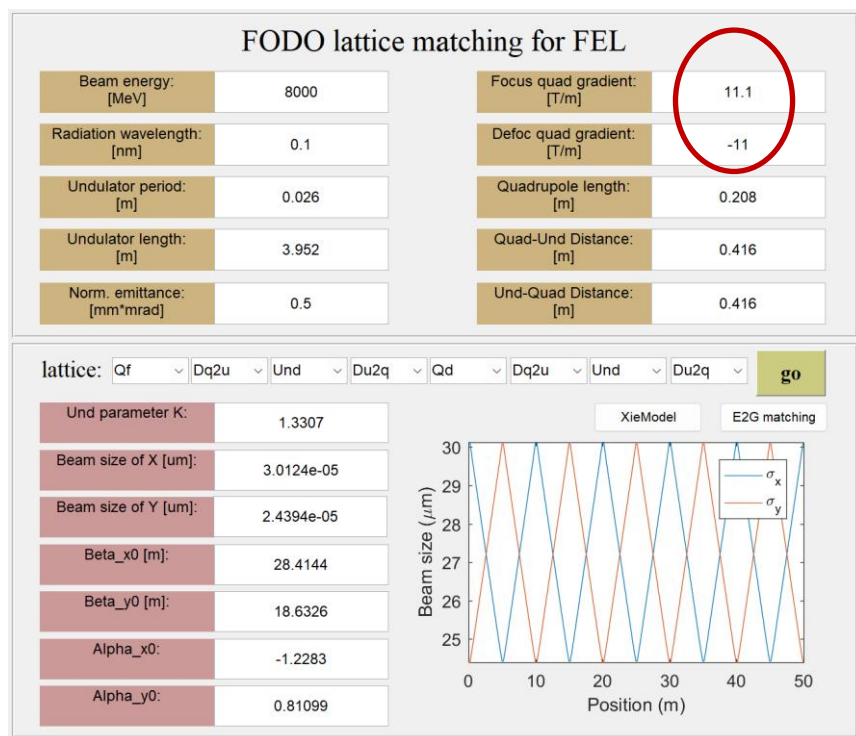 FODO lattice matching for FEL
Beam energy:
[MeV]
8000
Focus quad gradient:
[T/m]
11.1
Radiation wavelength:
[nm]
0.1
Defoc quad gradient:
[T/m]
-11
Undulator period:
[m]
0.026
Quadrupole length:
[m]
0.208
Undulator length:
[m]
3.952
Quad-Und Distance:
[m]
0.416
Norm. emittance:
[mm*mrad]
0.5
Und-Quad Distance:
[m]
0.416
lattice: Qf Dq2u Und Du2q Qd Dq2u Und Du2q go
Und parameter K:
1.3307
Beam size of X [um]:
3.0124e-05
Beam size of Y [um]:
2.4394e-05
Beta_x0 [m]:
28.4144
Beta_y0 [m]:
18.6326
Alpha_x0:
-1.2283
Alpha_y0:
0.81099
XieModel E2G matching
30
29
28
27
26
25
Beam size (μm)
σx
σy
0 10 20 30 40 50
Position (m)